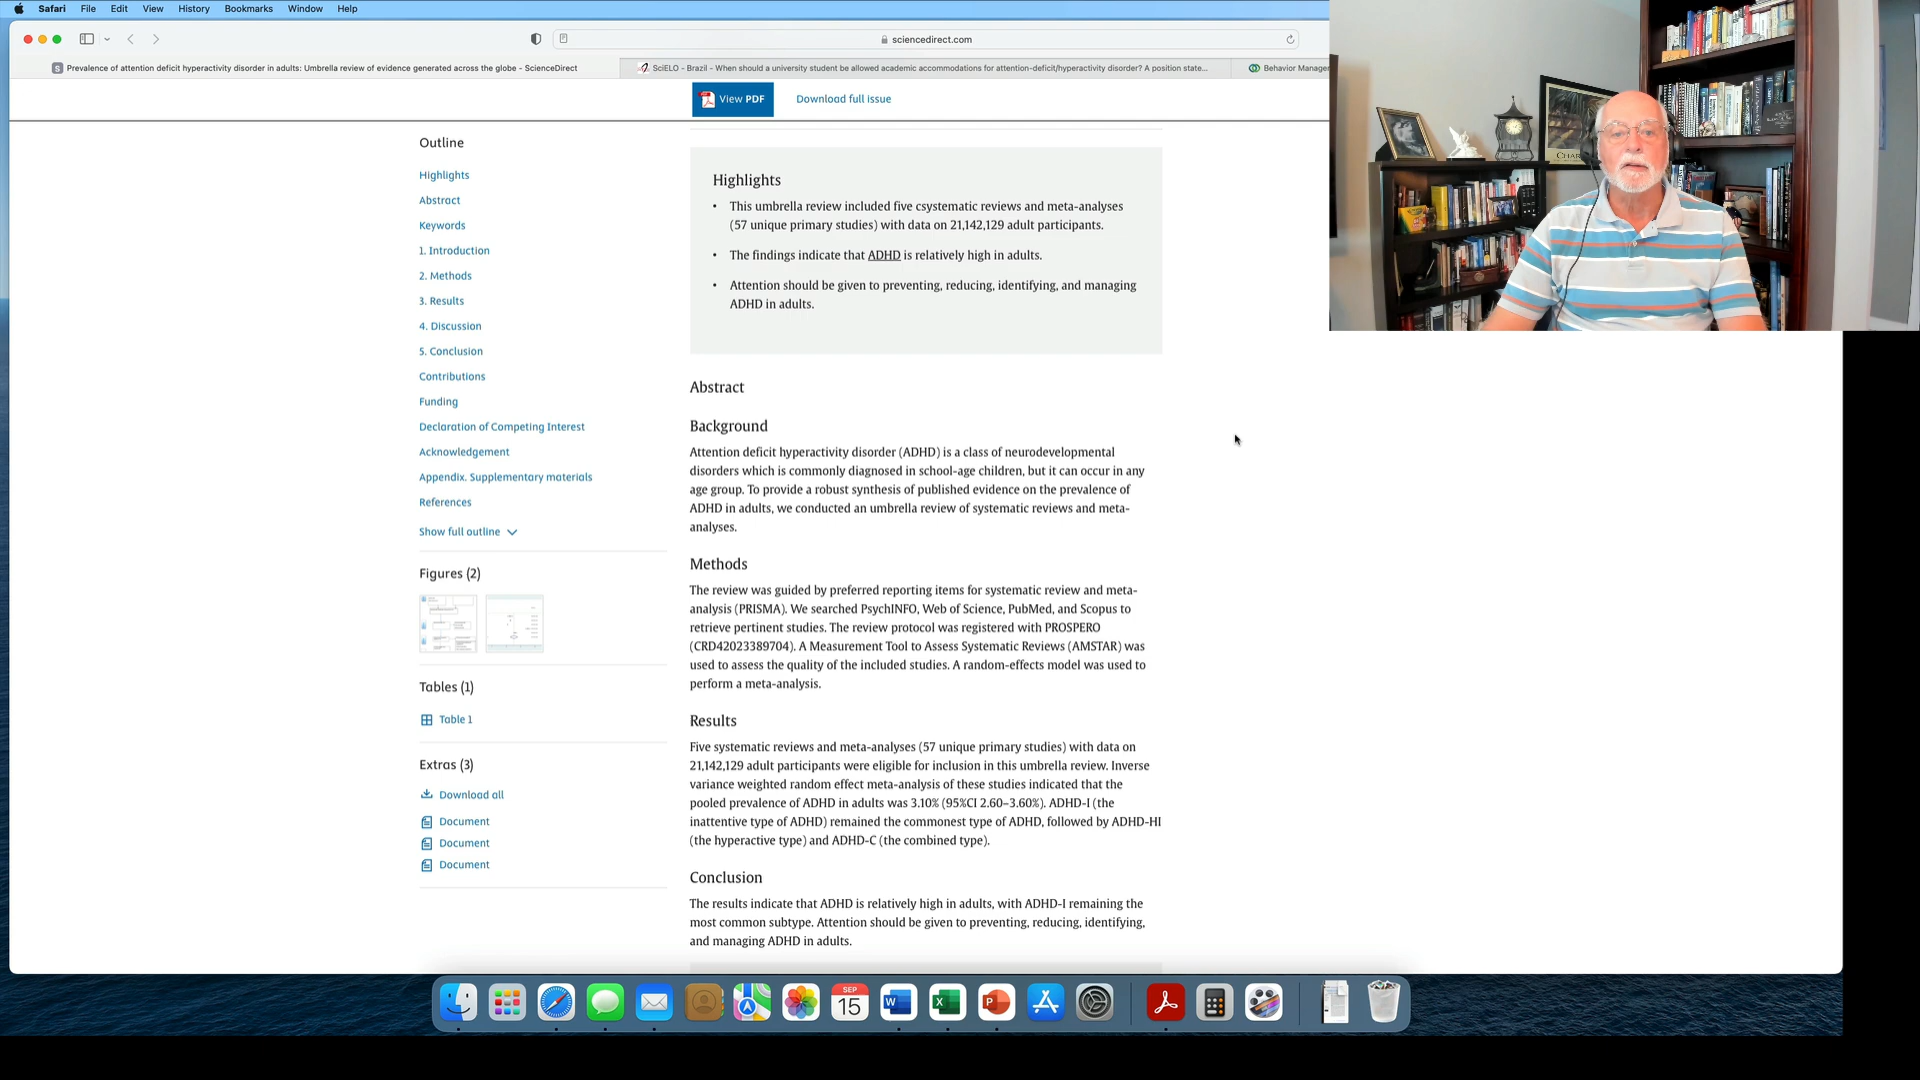 Safari File Edit View History Bookmarks Window Help
sciencedirect.com
S Prevalence of attention deficit hyperactivity disorder in adults: Umbrella review of evidence generated across the globe - ScienceDirect
SciELO - Brazil - When should a university student be allowed academic accommodations for attention-deficit/hyperactivity disorder? A position state...
Behavior Manager
View PDF
Download full issue
Outline
Highlights
Abstract
Keywords
1. Introduction
2. Methods
3. Results
4. Discussion
5. Conclusion
Contributions
Funding
Declaration of Competing Interest
Acknowledgement
Appendix. Supplementary materials
References
Show full outline
Figures (2)
Tables (1)
Table 1
Extras (3)
Download all
Document
Document
Document
Highlights
• This umbrella review included five csystematic reviews and meta-analyses
(57 unique primary studies) with data on 21,142,129 adult participants.
• The findings indicate that ADHD is relatively high in adults.
• Attention should be given to preventing, reducing, identifying, and managing
ADHD in adults.
Abstract
Background
Attention deficit hyperactivity disorder (ADHD) is a class of neurodevelopmental
disorders which is commonly diagnosed in school-age children, but it can occur in any
age group. To provide a robust synthesis of published evidence on the prevalence of
ADHD in adults, we conducted an umbrella review of systematic reviews and meta-
analyses.
Methods
The review was guided by preferred reporting items for systematic review and meta-
analysis (PRISMA). We searched PsychINFO, Web of Science, PubMed, and Scopus to
retrieve pertinent studies. The review protocol was registered with PROSPERO
(CRD42023389704). A Measurement Tool to Assess Systematic Reviews (AMSTAR) was
used to assess the quality of the included studies. A random-effects model was used to
perform a meta-analysis.
Results
Five systematic reviews and meta-analyses (57 unique primary studies) with data on
21,142,129 adult participants were eligible for inclusion in this umbrella review. Inverse
variance weighted random effect meta-analysis of these studies indicated that the
pooled prevalence of ADHD in adults was 3.10% (95%CI 2.60–3.60%). ADHD-I (the
inattentive type of ADHD) remained the commonest type of ADHD, followed by ADHD-HI
(the hyperactive type) and ADHD-C (the combined type).
Conclusion
The results indicate that ADHD is relatively high in adults, with ADHD-I remaining the
most common subtype. Attention should be given to preventing, reducing, identifying,
and managing ADHD in adults.
SEP
15
W
X
P